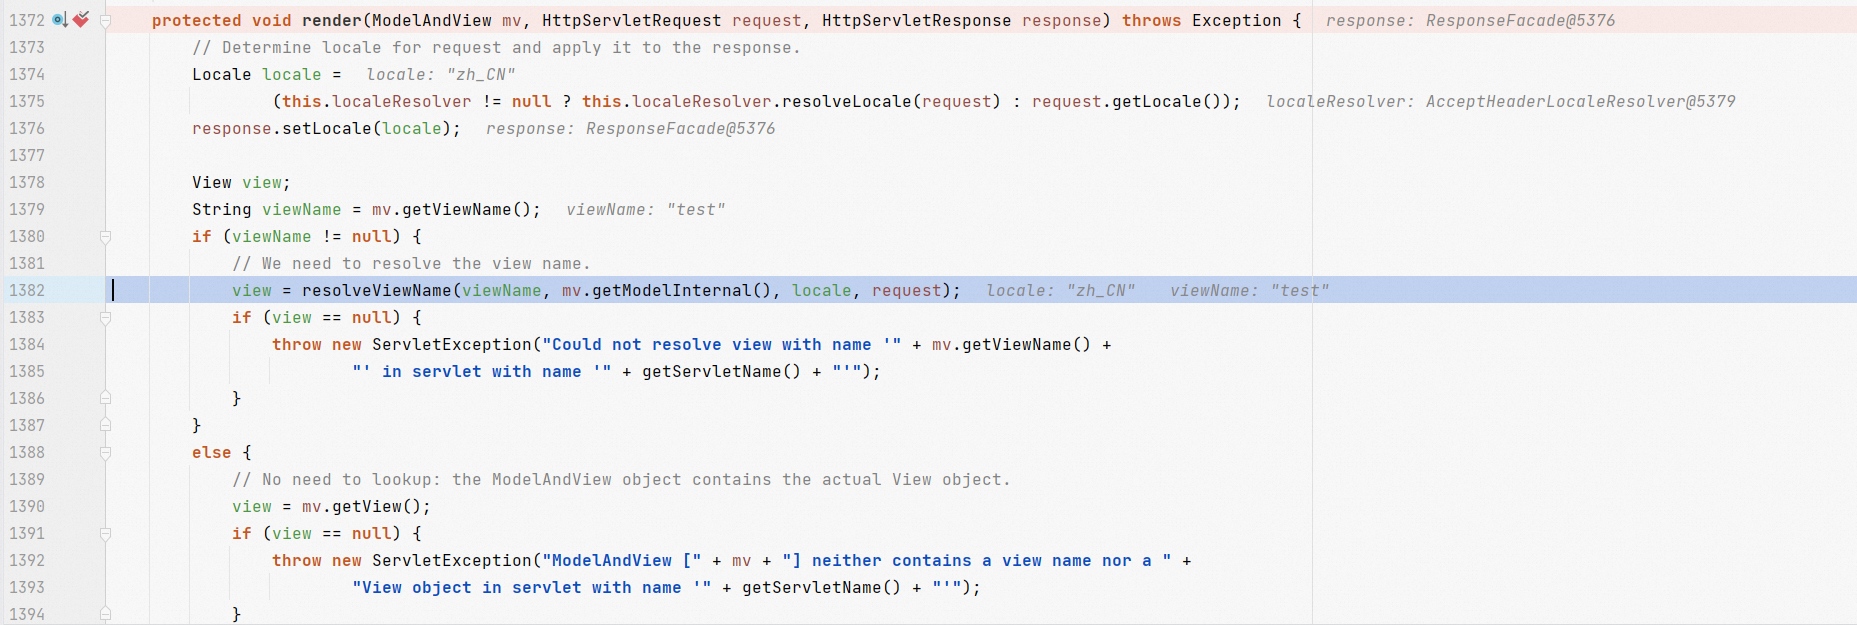 1372 protected void render(ModelAndView mv, HttpServletRequest request, HttpServletResponse response) throws Exception { response: ResponseFacade@5376
1373 // Determine locale for request and apply it to the response.
1374 Locale locale = locale: "zh_CN"
1375 (this.localeResolver != null ? this.localeResolver.resolveLocale(request) : request.getLocale()); localeResolver: AcceptHeaderLocaleResolver@5379
1376 response.setLocale(locale); response: ResponseFacade@5376
1377
1378 View view;
1379 String viewName = mv.getViewName(); viewName: "test"
1380 if (viewName != null) {
1381 // We need to resolve the view name.
1382 view = resolveViewName(viewName, mv.getModelInternal(), locale, request); locale: "zh_CN" viewName: "test"
1383 if (view == null) {
1384 throw new ServletException("Could not resolve view with name '" + mv.getViewName() +
1385 "' in servlet with name '" + getServletName() + "'");
1386 }
1387 }
1388 else {
1389 // No need to lookup: the ModelAndView object contains the actual View object.
1390 view = mv.getView();
1391 if (view == null) {
1392 throw new ServletException("ModelAndView [" + mv + "] neither contains a view name nor a " +
1393 "View object in servlet with name '" + getServletName() + "'");
1394 }